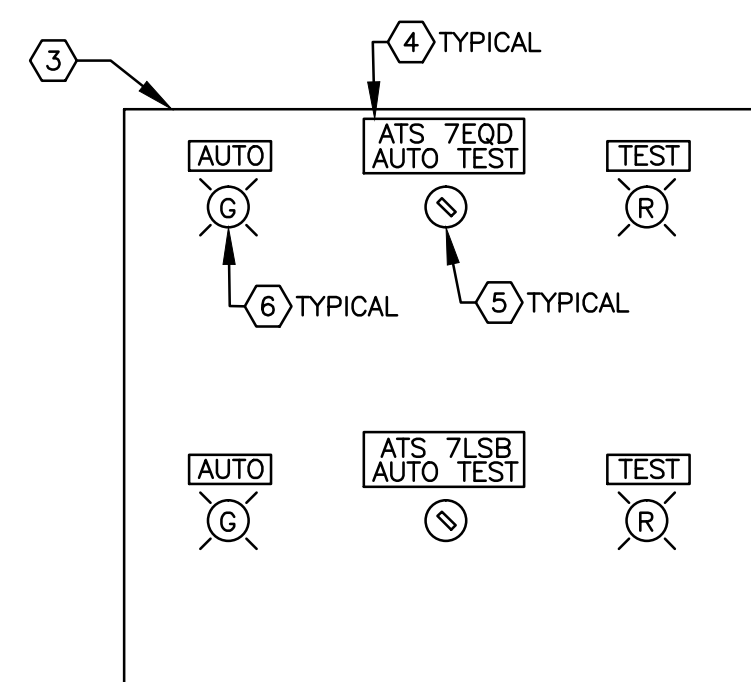 3
4 TYPICAL
AUTO
ATS 7EQD
AUTO TEST
TEST
G
R
6 TYPICAL
5 TYPICAL
AUTO
ATS 7LSB
AUTO TEST
TEST
G
R